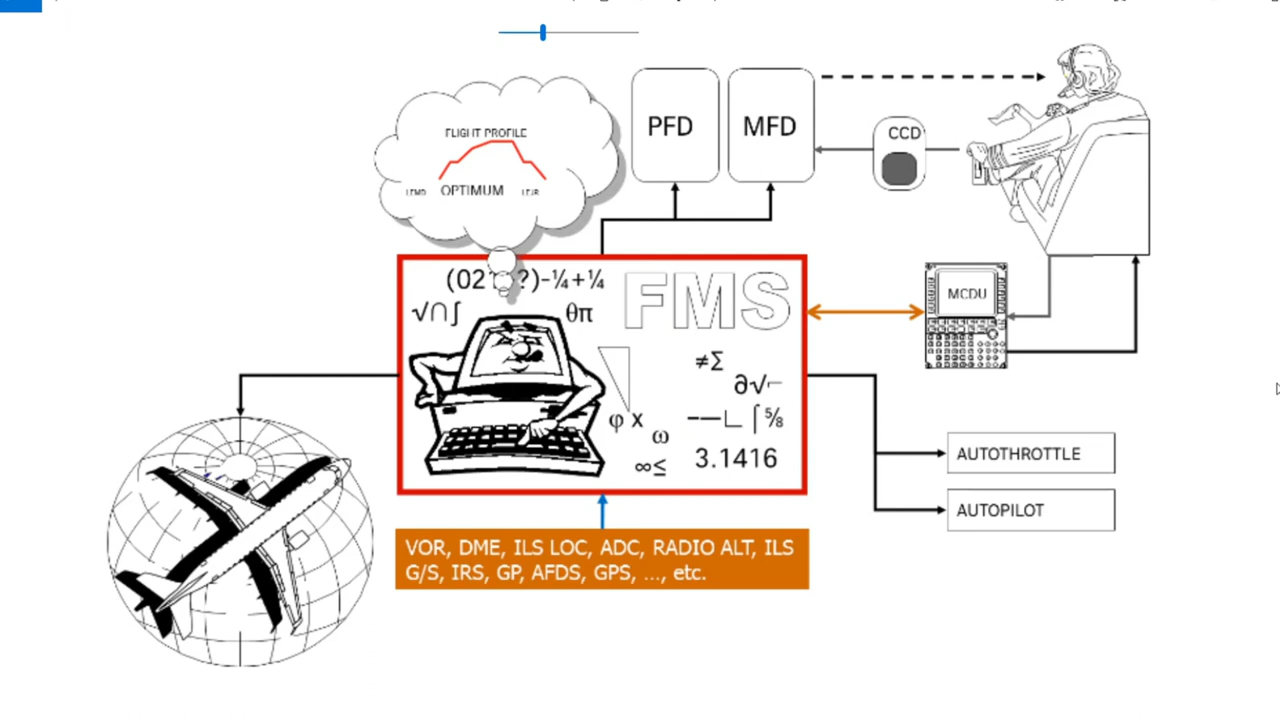 PFD
MFD
CCD
FLIGHT PROFILE
LEMD
OPTIMUM
FMS
√∩∫
θπ
MCDU
≠Σ
∂√
φ x
ω
∞≤
3.1416
AUTOTHROTTLE
AUTOPILOT
VOR, DME, ILS LOC, ADC, RADIO ALT, ILS
G/S, IRS, GP, AFDS, GPS, ..., etc.